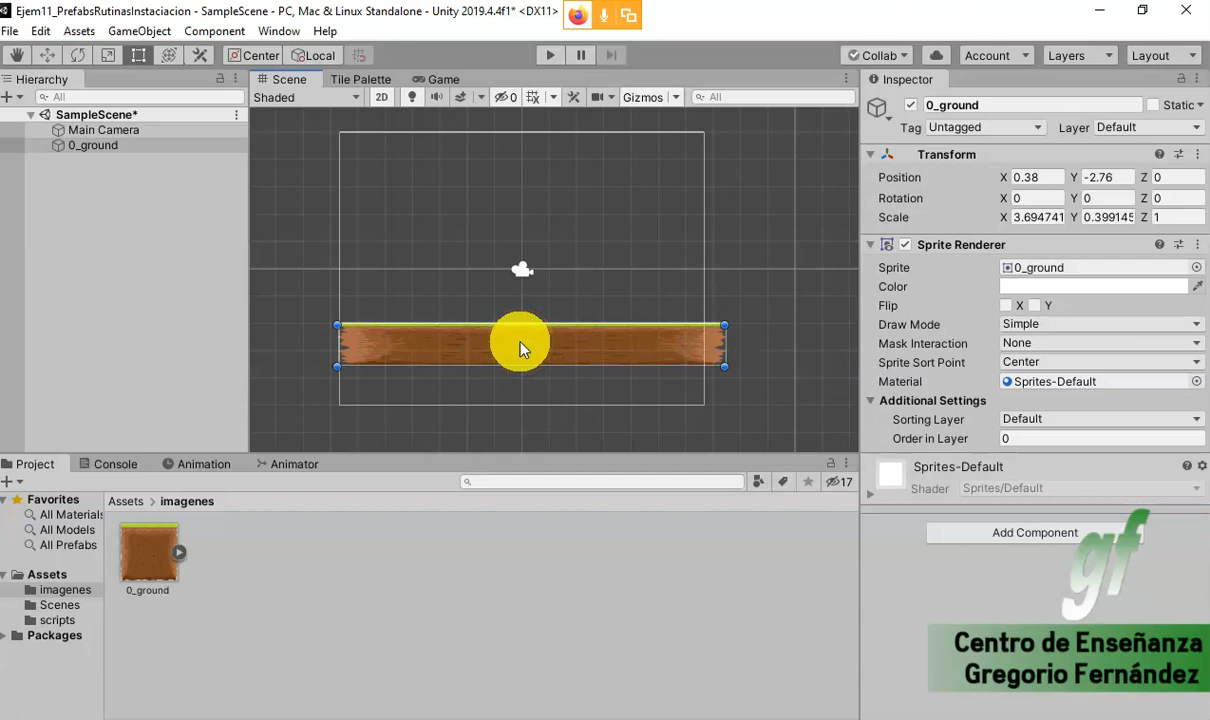 Ejem11_PrefabsRutinasInstaciacion - SampleScene - PC, Mac & Linux Standalone - Unity 2019.4.4f1* <DX11>
File Edit Assets GameObject Component Window Help
Center Local Collab Account Layers Layout
Hierarchy Scene Tile Palette Game Inspector
All Shaded 2D 0 Gizmos All
0_ground Static
SampleScene*
Main Camera
0_ground
Tag Untagged Layer Default
Transform
Position X 0.38 Y -2.76 Z 0
Rotation X 0 Y 0 Z 0
Scale X 3.694741 Y 0.399145 Z 1
Sprite Renderer
Sprite 0_ground
Color
Flip X Y
Draw Mode Simple
Mask Interaction None
Sprite Sort Point Center
Material Sprites-Default
Additional Settings
Sorting Layer Default
Order in Layer 0
Project Console Animation Animator
Sprites-Default
Shader Sprites/Default
17
Favorites
All Materials
All Models
All Prefabs
Assets > imagenes
0_ground
Assets
imagenes
Scenes
scripts
Packages
Add Component
gf
Centro de Enseñanza
Gregorio Fernández